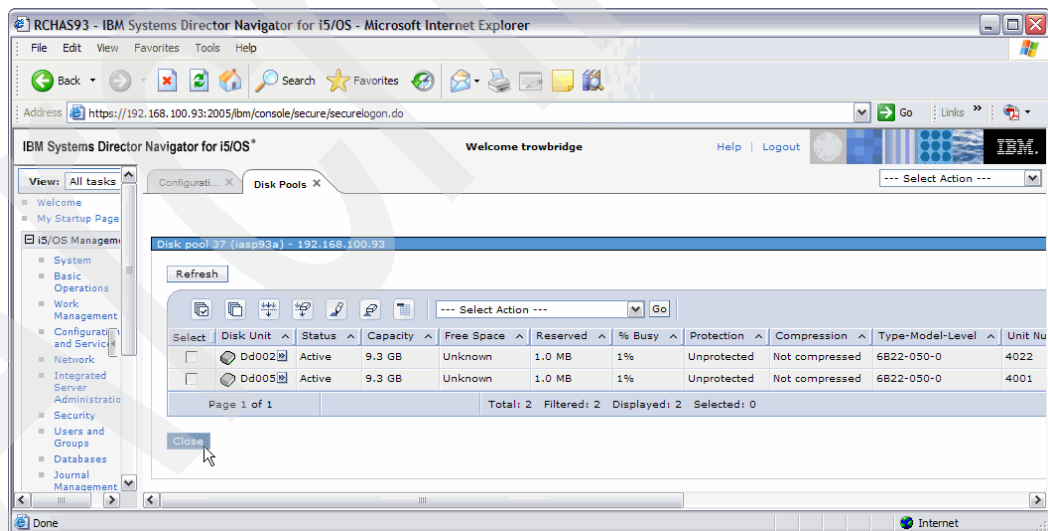 RCHAS93 - IBM Systems Director Navigator for i5/OS - Microsoft Internet Explorer
File Edit View Favorites Tools Help
Back Search Favorites
Address https://192.168.100.93:2005/ibm/console/secure/securelogon.do Go Links »
IBM Systems Director Navigator for i5/OS® Welcome trowbridge Help | Logout IBM.
View: All tasks Configurati... X Disk Pools X --- Select Action ---
Welcome
My Startup Page
i5/OS Managem
System
Basic
Operations
Work
Management
Configuration
and Service
Network
Integrated
Server
Administratio
Security
Users and
Groups
Databases
Journal
Management
Disk pool 37 (iasp93a) - 192.168.100.93
Refresh
--- Select Action --- Go
Select Disk Unit Status Capacity Free Space Reserved % Busy Protection Compression Type-Model-Level Unit Nu
Dd002 Active 9.3 GB Unknown 1.0 MB 1% Unprotected Not compressed 6B22-050-0 4022
Dd005 Active 9.3 GB Unknown 1.0 MB 1% Unprotected Not compressed 6B22-050-0 4001
Page 1 of 1 Total: 2 Filtered: 2 Displayed: 2 Selected: 0
Close
Done Internet